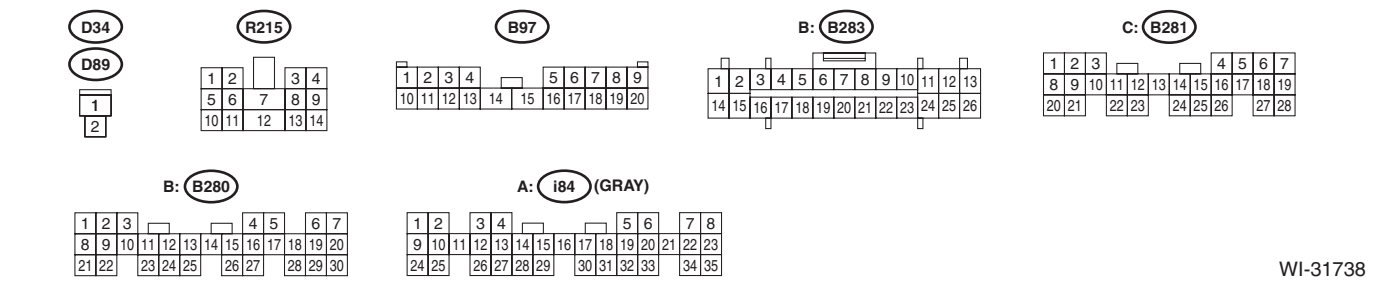 D34
D89
1
2
R215
1 2 3 4
5 6 7 8 9
10 11 12 13 14
B97
1 2 3 4 5 6 7 8 9
10 11 12 13 14 15 16 17 18 19 20
B: B283
1 2 3 4 5 6 7 8 9 10 11 12 13
14 15 16 17 18 19 20 21 22 23 24 25 26
C: B281
1 2 3 4 5 6 7
8 9 10 11 12 13 14 15 16 17 18 19
20 21 22 23 24 25 26 27 28
B: B280
1 2 3 4 5 6 7
8 9 10 11 12 13 14 15 16 17 18 19 20
21 22 23 24 25 26 27 28 29 30
A: i84 (GRAY)
1 2 3 4 5 6 7 8
9 10 11 12 13 14 15 16 17 18 19 20 21 22 23
24 25 26 27 28 29 30 31 32 33 34 35
WI-31738